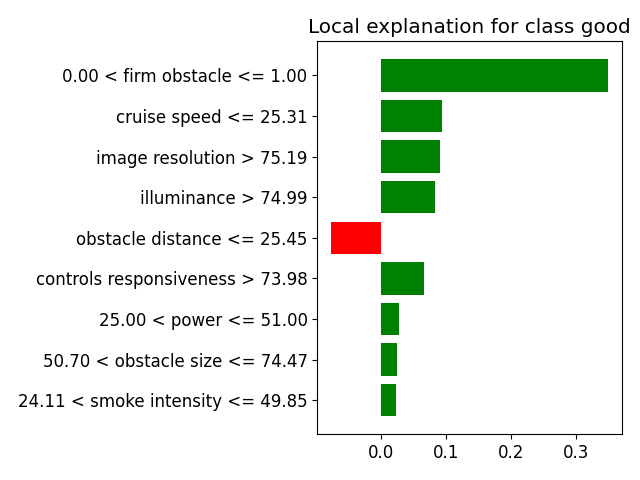 Local explanation for class good
0.00 < firm obstacle <= 1.00
cruise speed <= 25.31
image resolution > 75.19
illuminance > 74.99
obstacle distance <= 25.45
controls responsiveness > 73.98
25.00 < power <= 51.00
50.70 < obstacle size <= 74.47
24.11 < smoke intensity <= 49.85
0.0 0.1 0.2 0.3